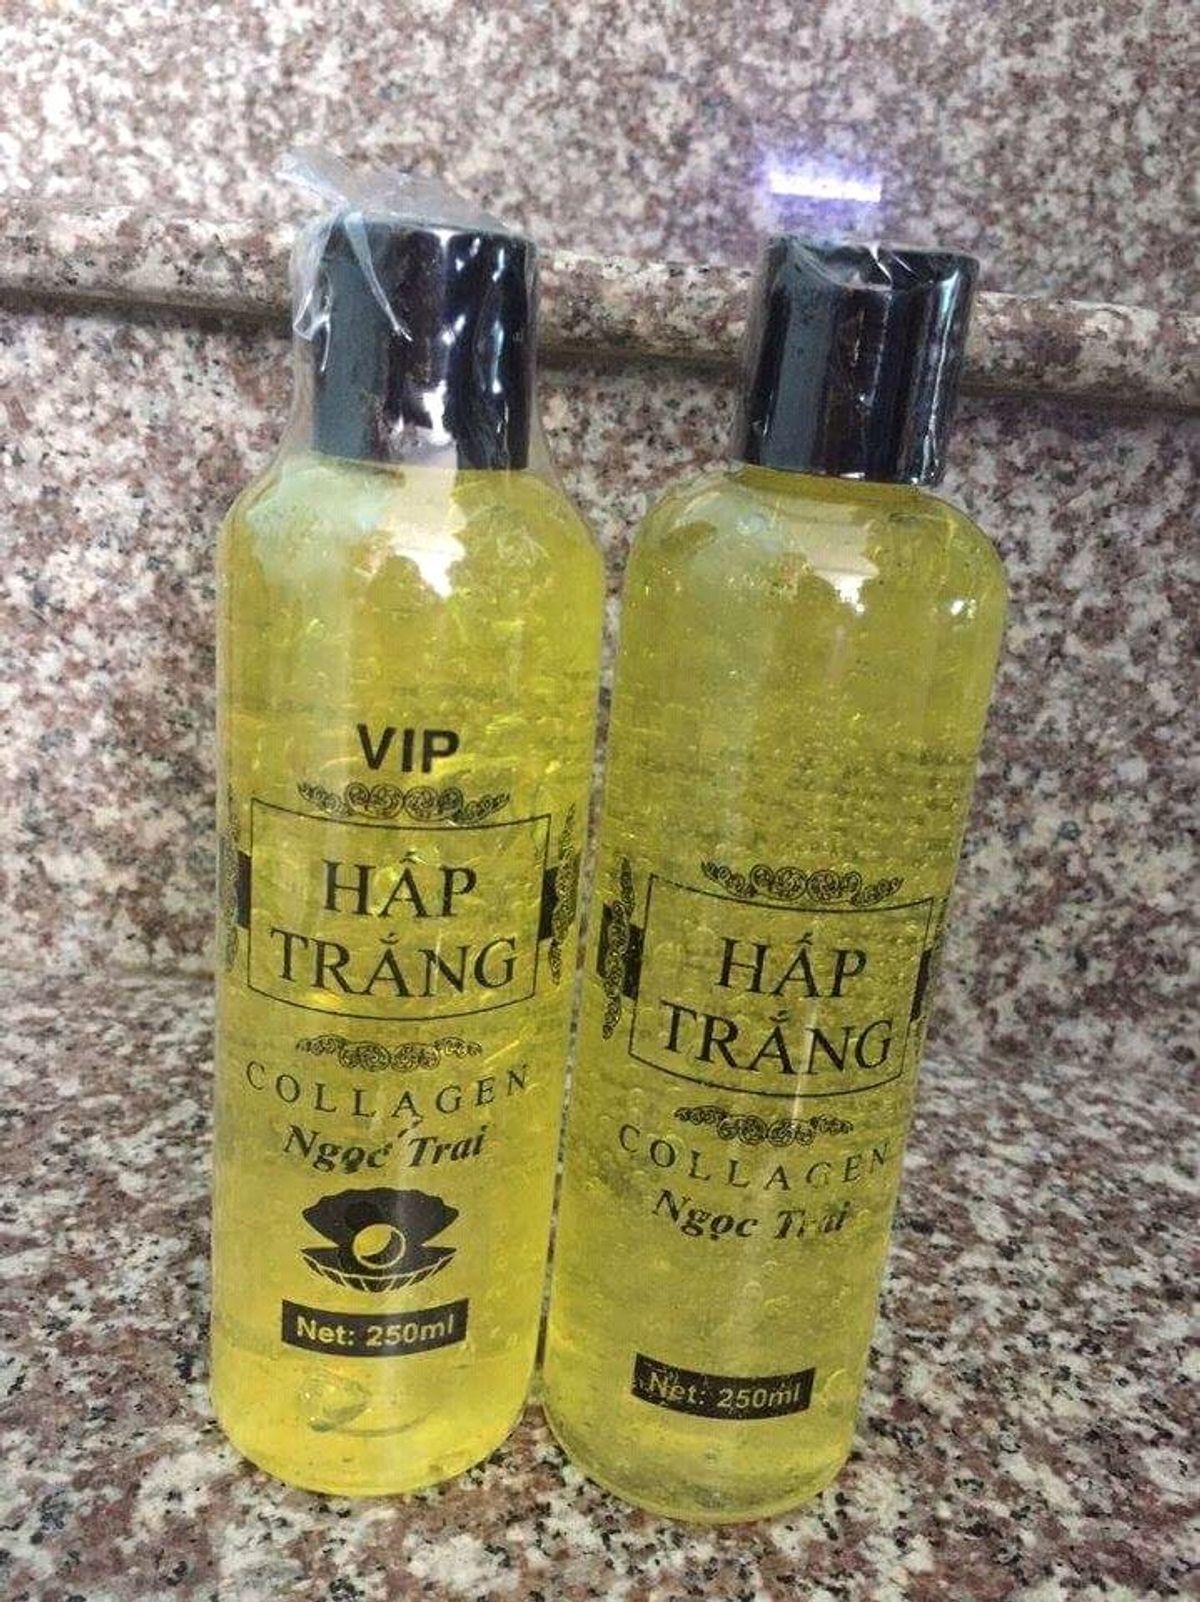 VIP
HẤP
TRẮNG
COLLAGEN
Ngọc Trai
Net: 250ml
HẤP
TRẮNG
COLLAGEN
Ngọc Trai
Net: 250ml